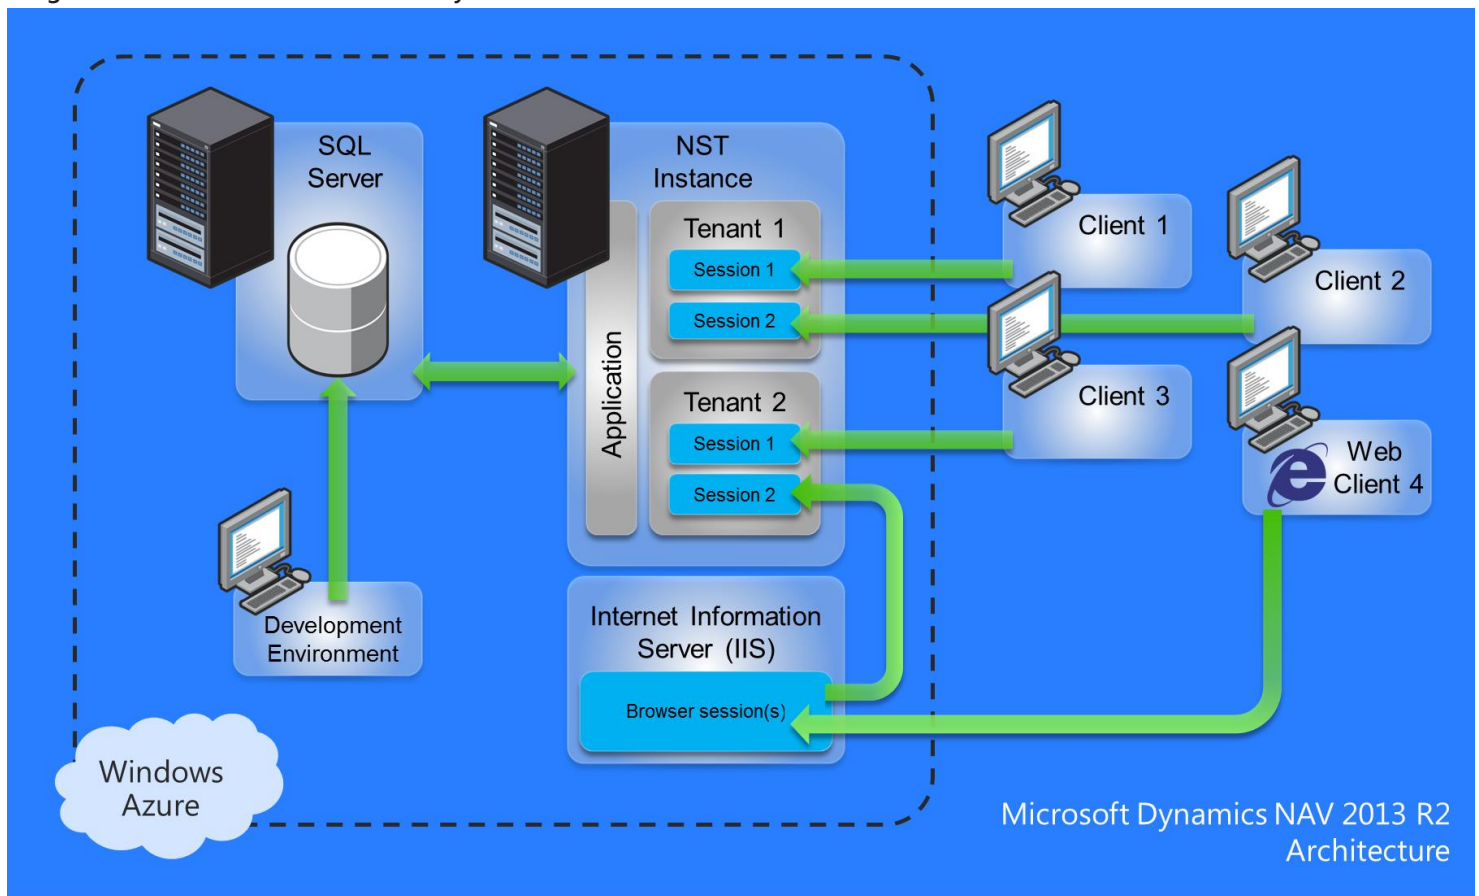 SQL
Server
NST
Instance
Application
Tenant 1
Session 1
Session 2
Tenant 2
Session 1
Session 2
Client 1
Client 2
Client 3
Web
Client 4
Development
Environment
Internet Information
Server (IIS)
Browser session(s)
Windows
Azure
Microsoft Dynamics NAV 2013 R2
Architecture